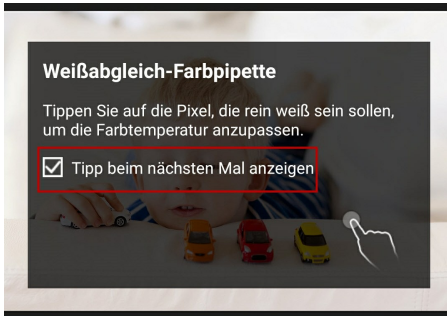 Weißabgleich-Farbpipette
Tippen Sie auf die Pixel, die rein weiß sein sollen,
um die Farbtemperatur anzupassen.
Tipp beim nächsten Mal anzeigen